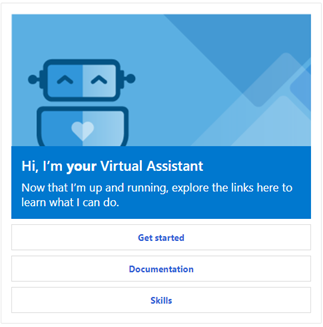 Hi, I'm your Virtual Assistant
Now that I'm up and running, explore the links here to
learn what I can do.
Get started
Documentation
Skills